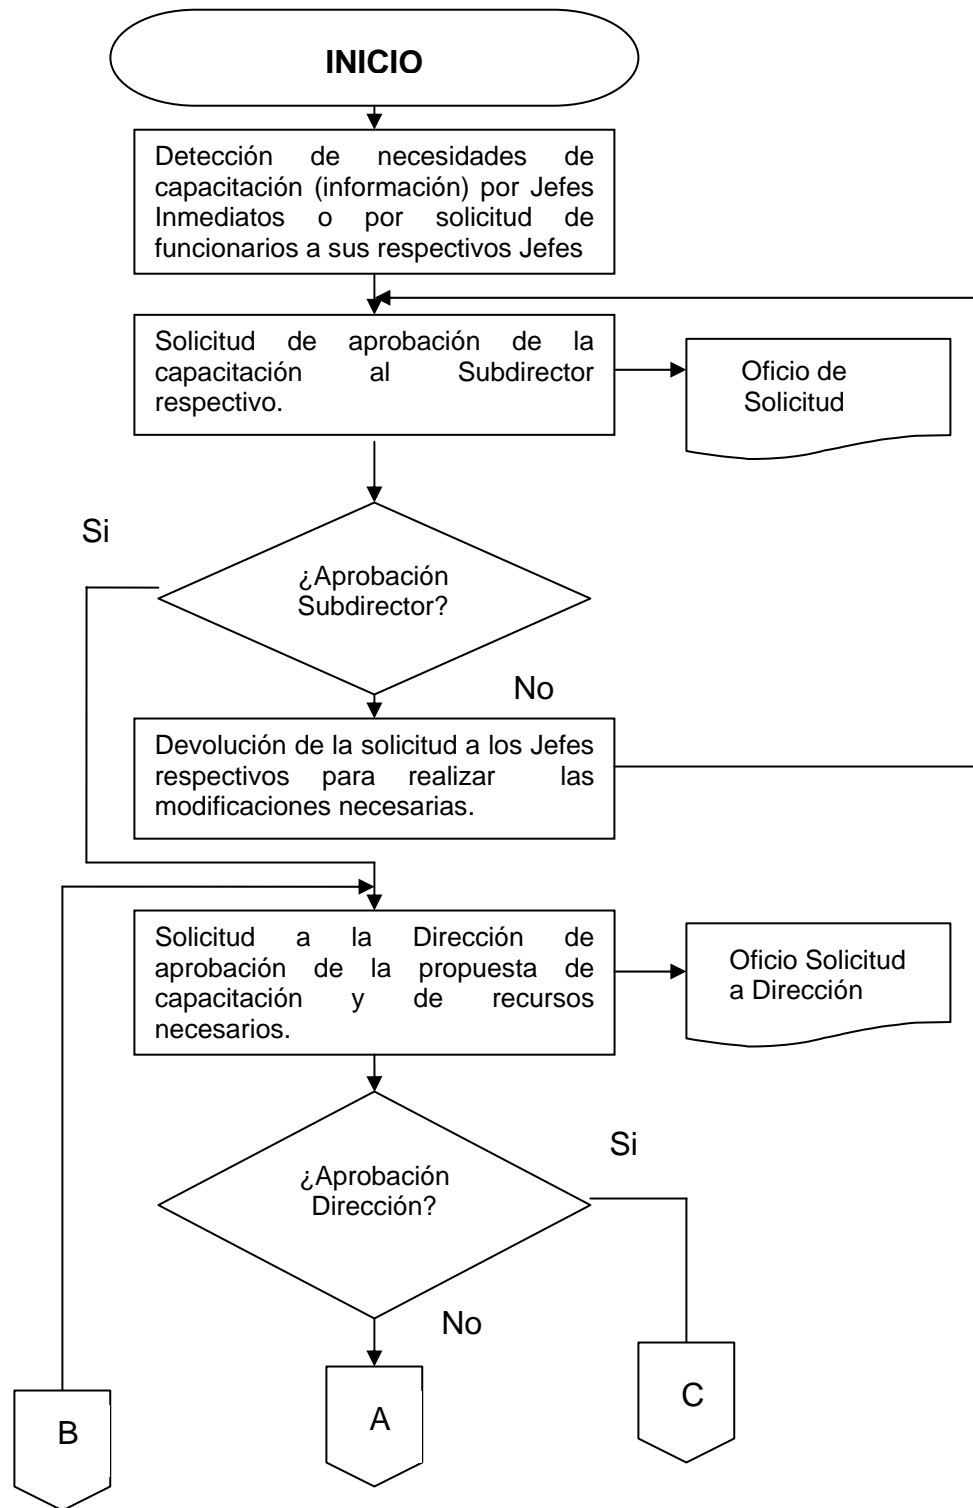 INICIO
Detección de necesidades de
capacitación (información) por Jefes
Inmediatos o por solicitud de
funcionarios a sus respectivos Jefes
Solicitud de aprobación de la
capacitación al Subdirector
respectivo.
Oficio de
Solicitud
Si
¿Aprobación
Subdirector?
No
Devolución de la solicitud a los Jefes
respectivos para realizar las
modificaciones necesarias.
Solicitud a la Dirección de
aprobación de la propuesta de
capacitación y de recursos
necesarios.
Oficio Solicitud
a Dirección
Si
¿Aprobación
Dirección?
No
B
A
C